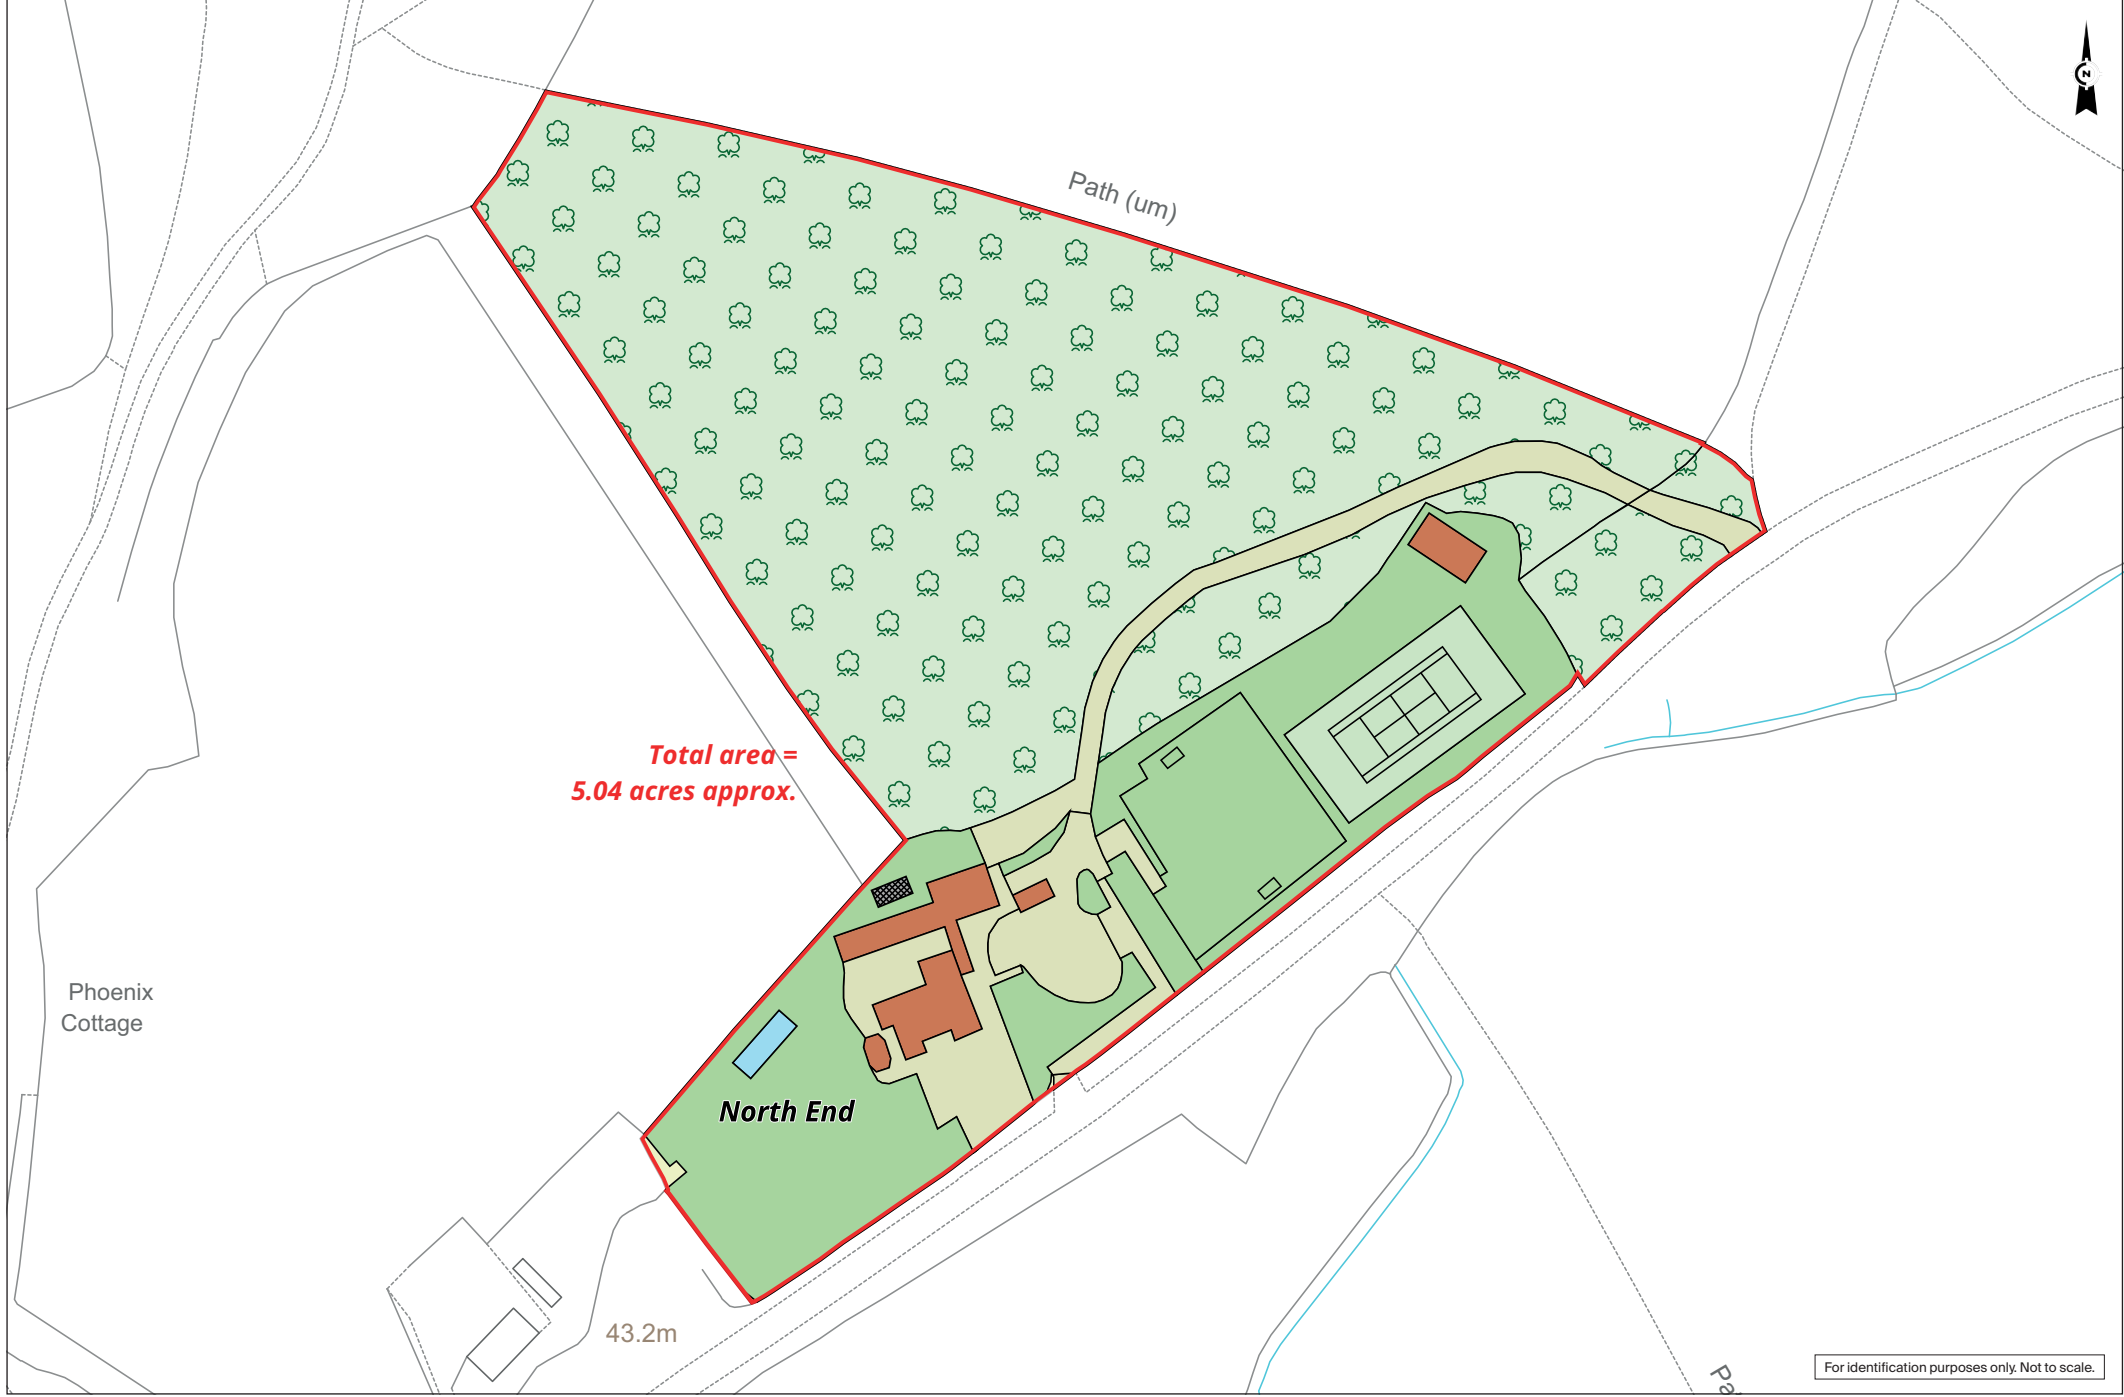 N
Path (um)
Total area =
5.04 acres approx.
Phoenix
Cottage
North End
43.2m
For identification purposes only. Not to scale.